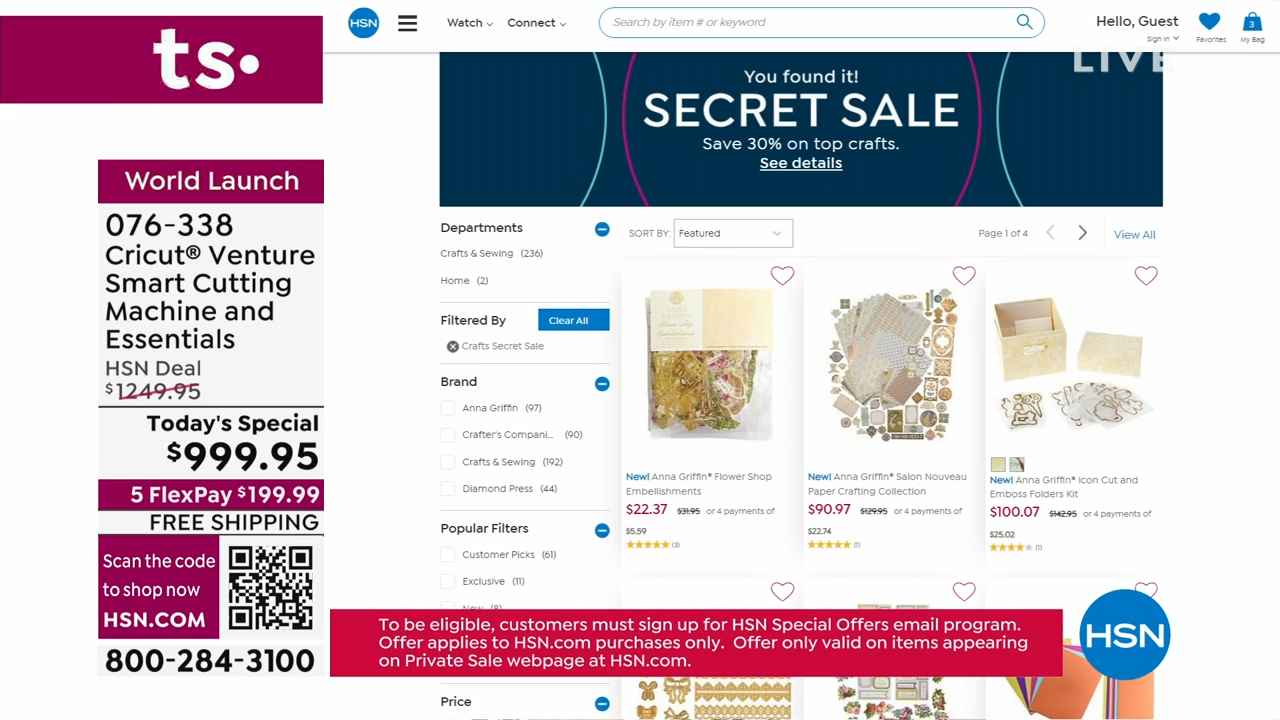 ts.
World Launch
076-338
Cricut® Venture
Smart Cutting
Machine and
Essentials
HSN Deal
$1249.95
Today's Special
$999.95
5 FlexPay $199.99
FREE SHIPPING
Scan the code
to shop now
HSN.COM
800-284-3100
HSN
Watch
Connect
Search by item # or keyword
Hello, Guest
Sign In
Favorites
3
My Bag
LIVE
You found it!
SECRET SALE
Save 30% on top crafts.
See details
Departments
Crafts & Sewing (236)
Home (2)
Filtered By
Clear All
Crafts Secret Sale
Brand
Anna Griffin (97)
Crafter's Compani... (90)
Crafts & Sewing (192)
Diamond Press (44)
Popular Filters
Customer Picks (61)
Exclusive (11)
New (8)
Price
SORT BY: Featured
Page 1 of 4
View All
New! Anna Griffin® Flower Shop
Embellishments
$22.37 $31.95 or 4 payments of
$5.59
(3)
New! Anna Griffin® Salon Nouveau
Paper Crafting Collection
$90.97 $129.95 or 4 payments of
$22.74
(1)
New! Anna Griffin® Icon Cut and
Emboss Folders Kit
$100.07 $142.95 or 4 payments of
$25.02
(1)
To be eligible, customers must sign up for HSN Special Offers email program.
Offer applies to HSN.com purchases only. Offer only valid on items appearing
on Private Sale webpage at HSN.com.
HSN